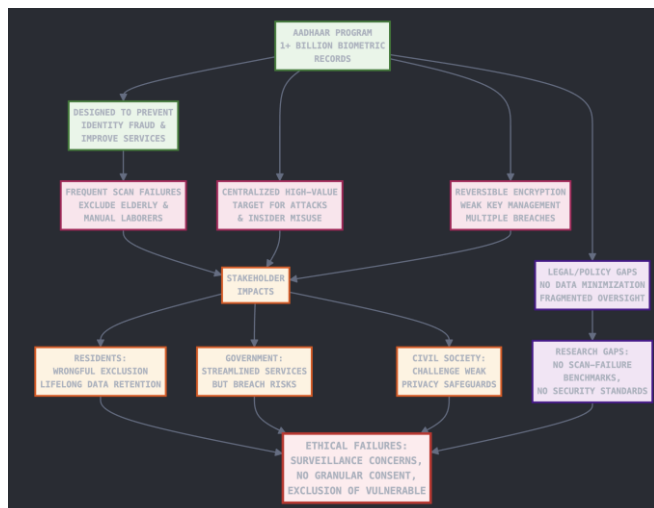 AADHAAR PROGRAM
1+ BILLION BIOMETRIC
RECORDS
DESIGNED TO PREVENT
IDENTITY FRAUD &
IMPROVE SERVICES
FREQUENT SCAN FAILURES
EXCLUDE ELDERLY &
MANUAL LABORERS
CENTRALIZED HIGH-VALUE
TARGET FOR ATTACKS
& INSIDER MISUSE
REVERSIBLE ENCRYPTION
WEAK KEY MANAGEMENT
MULTIPLE BREACHES
STAKEHOLDER
IMPACTS
LEGAL/POLICY GAPS
NO DATA MINIMIZATION
FRAGMENTED OVERSIGHT
RESIDENTS:
WRONGFUL EXCLUSION
LIFELONG DATA RETENTION
GOVERNMENT:
STREAMLINED SERVICES
BUT BREACH RISKS
CIVIL SOCIETY:
CHALLENGE WEAK
PRIVACY SAFEGUARDS
RESEARCH GAPS:
NO SCAN-FAILURE
BENCHMARKS,
NO SECURITY STANDARDS
ETHICAL FAILURES:
SURVEILLANCE CONCERNS,
NO GRANULAR CONSENT,
EXCLUSION OF VULNERABLE